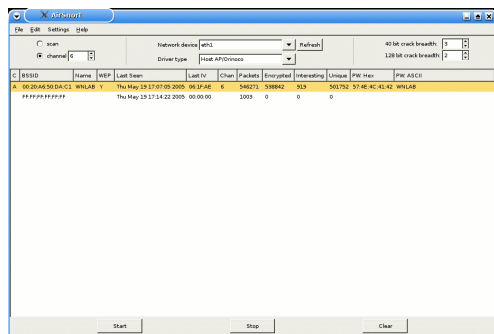 AirSnort
File Edit Settings Help
scan Network device eth1 Refresh 40 bit crack breadth: 3
channel 6 Driver type Host AP/Orinoco 128 bit crack breadth: 2
C BSSID Name WEP Last Seen Last IV Chan Packets Encrypted Interesting Unique PW: Hex PW: ASCII
A 00:20:A6:50:DA:C1 WNLAB Y Thu May 19 17:07:05 2005 06:1F:AE 6 546271 538842 919 501752 57:4E:4C:41:42 WNLAB
FF:FF:FF:FF:FF:FF Thu May 19 17:14:22 2005 00:00:00 1003 0 0 0
Start Stop Clear